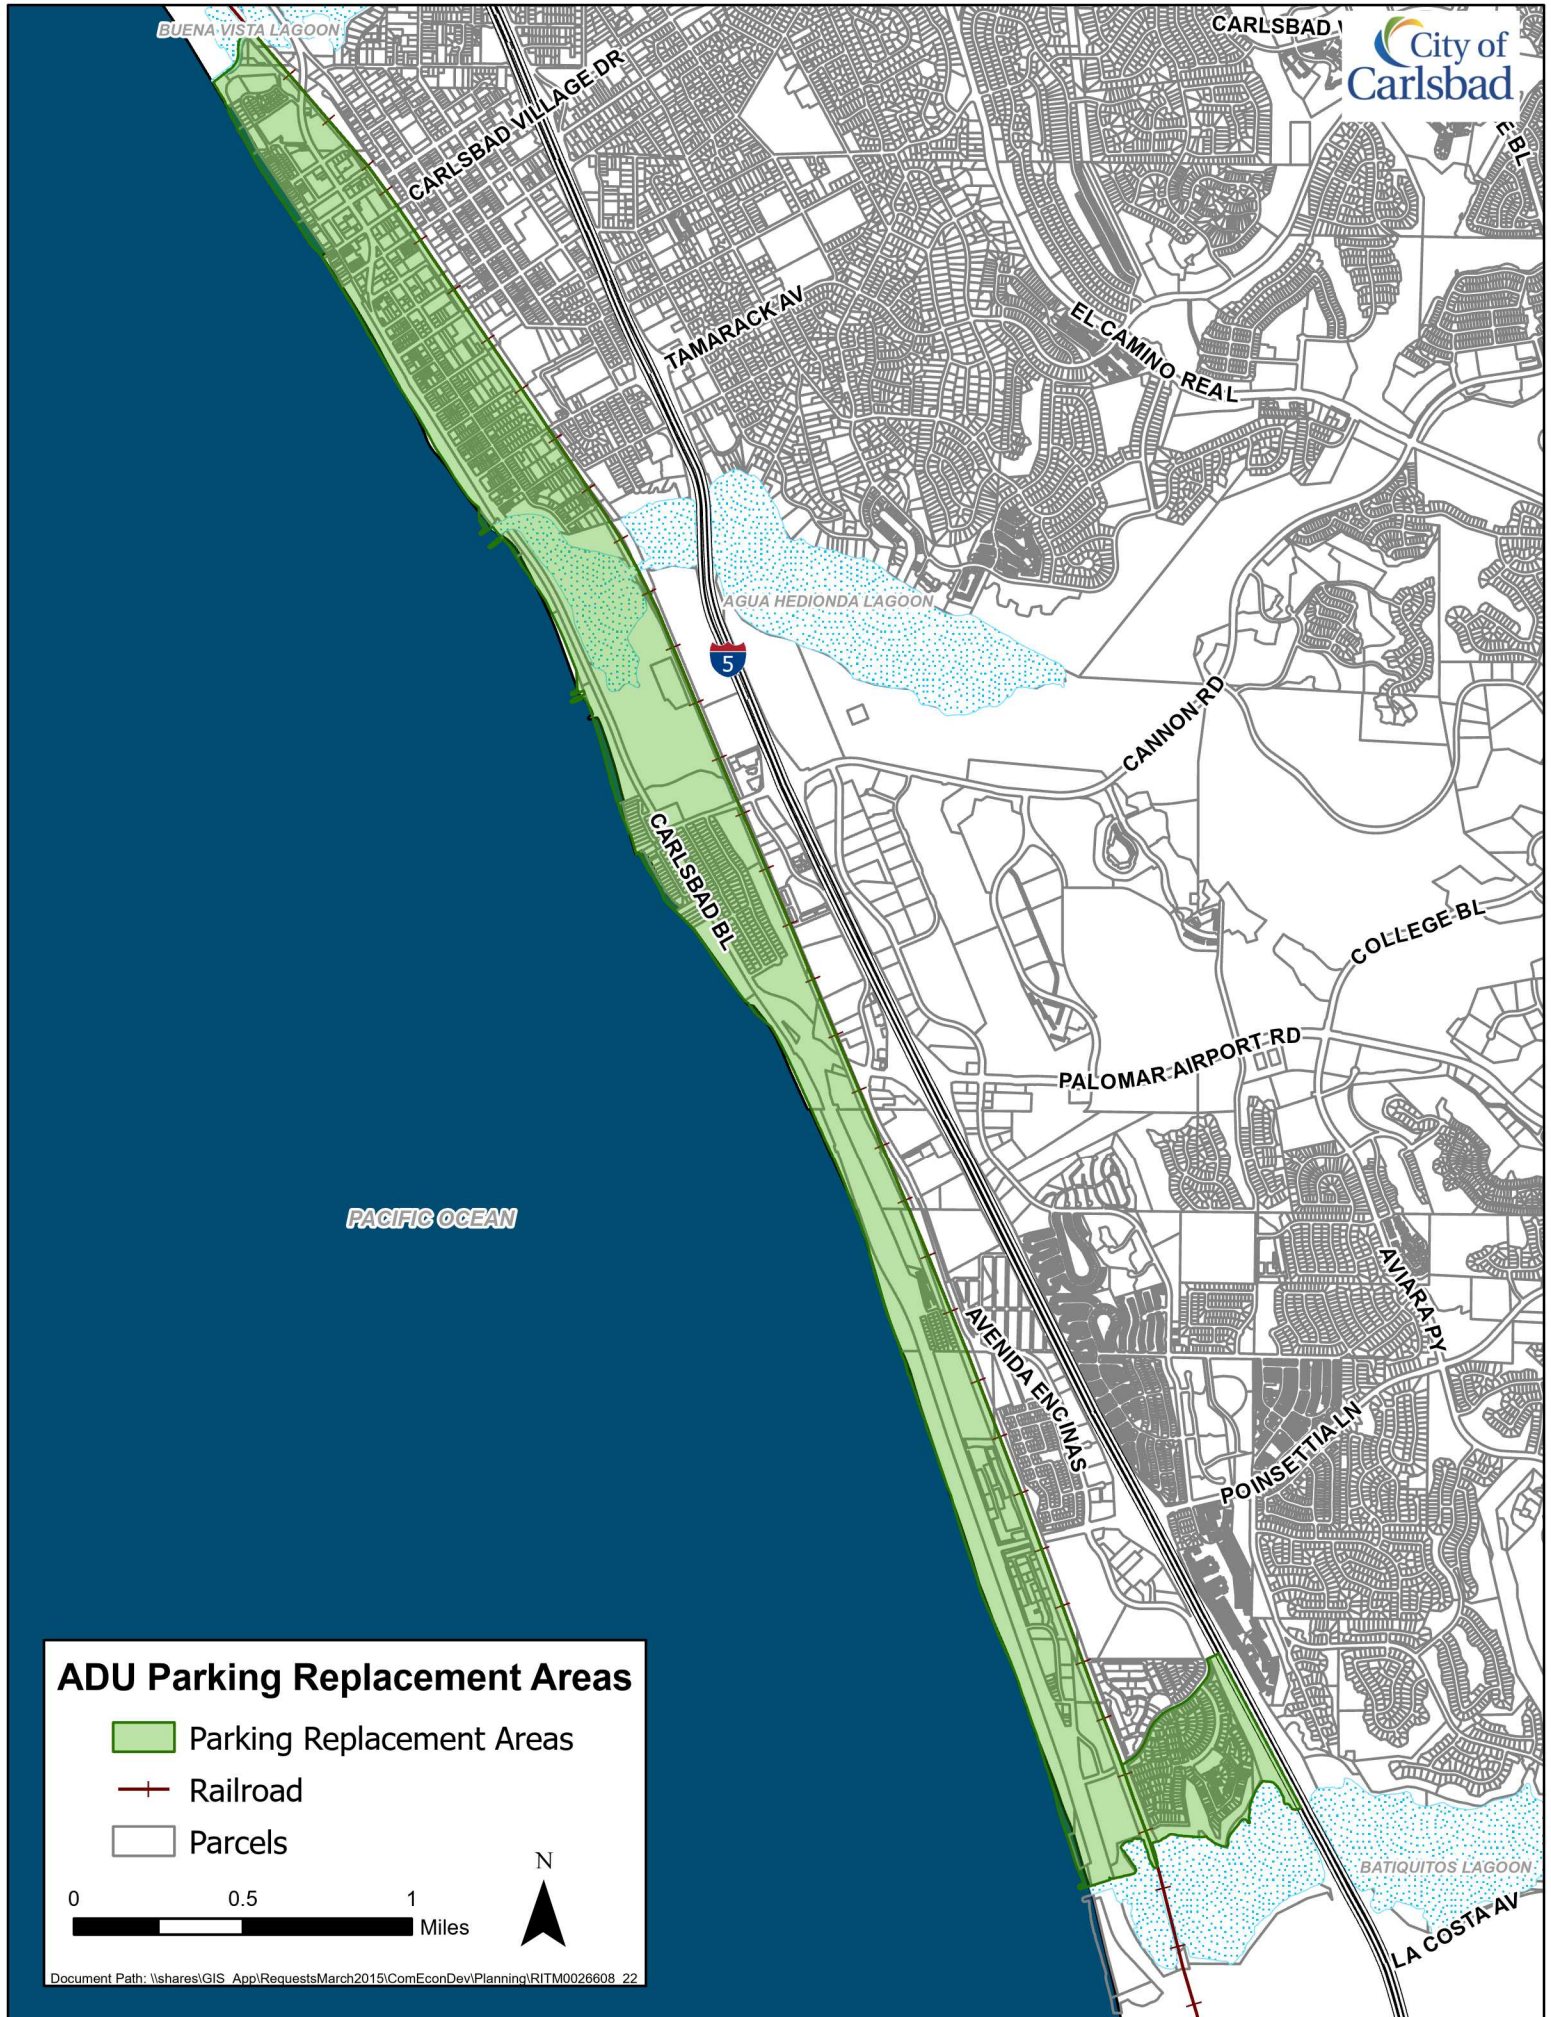 BUENA VISTA LAGOON
CARLSBAD
City of
Carlsbad
CARLSBAD VILLAGE DR
E BL
TAMARACK AV
EL CAMINO REAL
AGUA HEDIONDA LAGOON
5
CANNON RD
CARLSBAD BL
COLLEGE BL
PALOMAR AIRPORT RD
PACIFIC OCEAN
AVIARA PY
AVENIDA ENCINAS
POINSETTIA LN
BATIQUITOS LAGOON
LA COSTA AV
ADU Parking Replacement Areas
Parking Replacement Areas
Railroad
Parcels
N
0 0.5 1
Miles
Document Path: \\shares\GIS_App\RequestsMarch2015\ComEconDev\Planning\RITM0026608_22